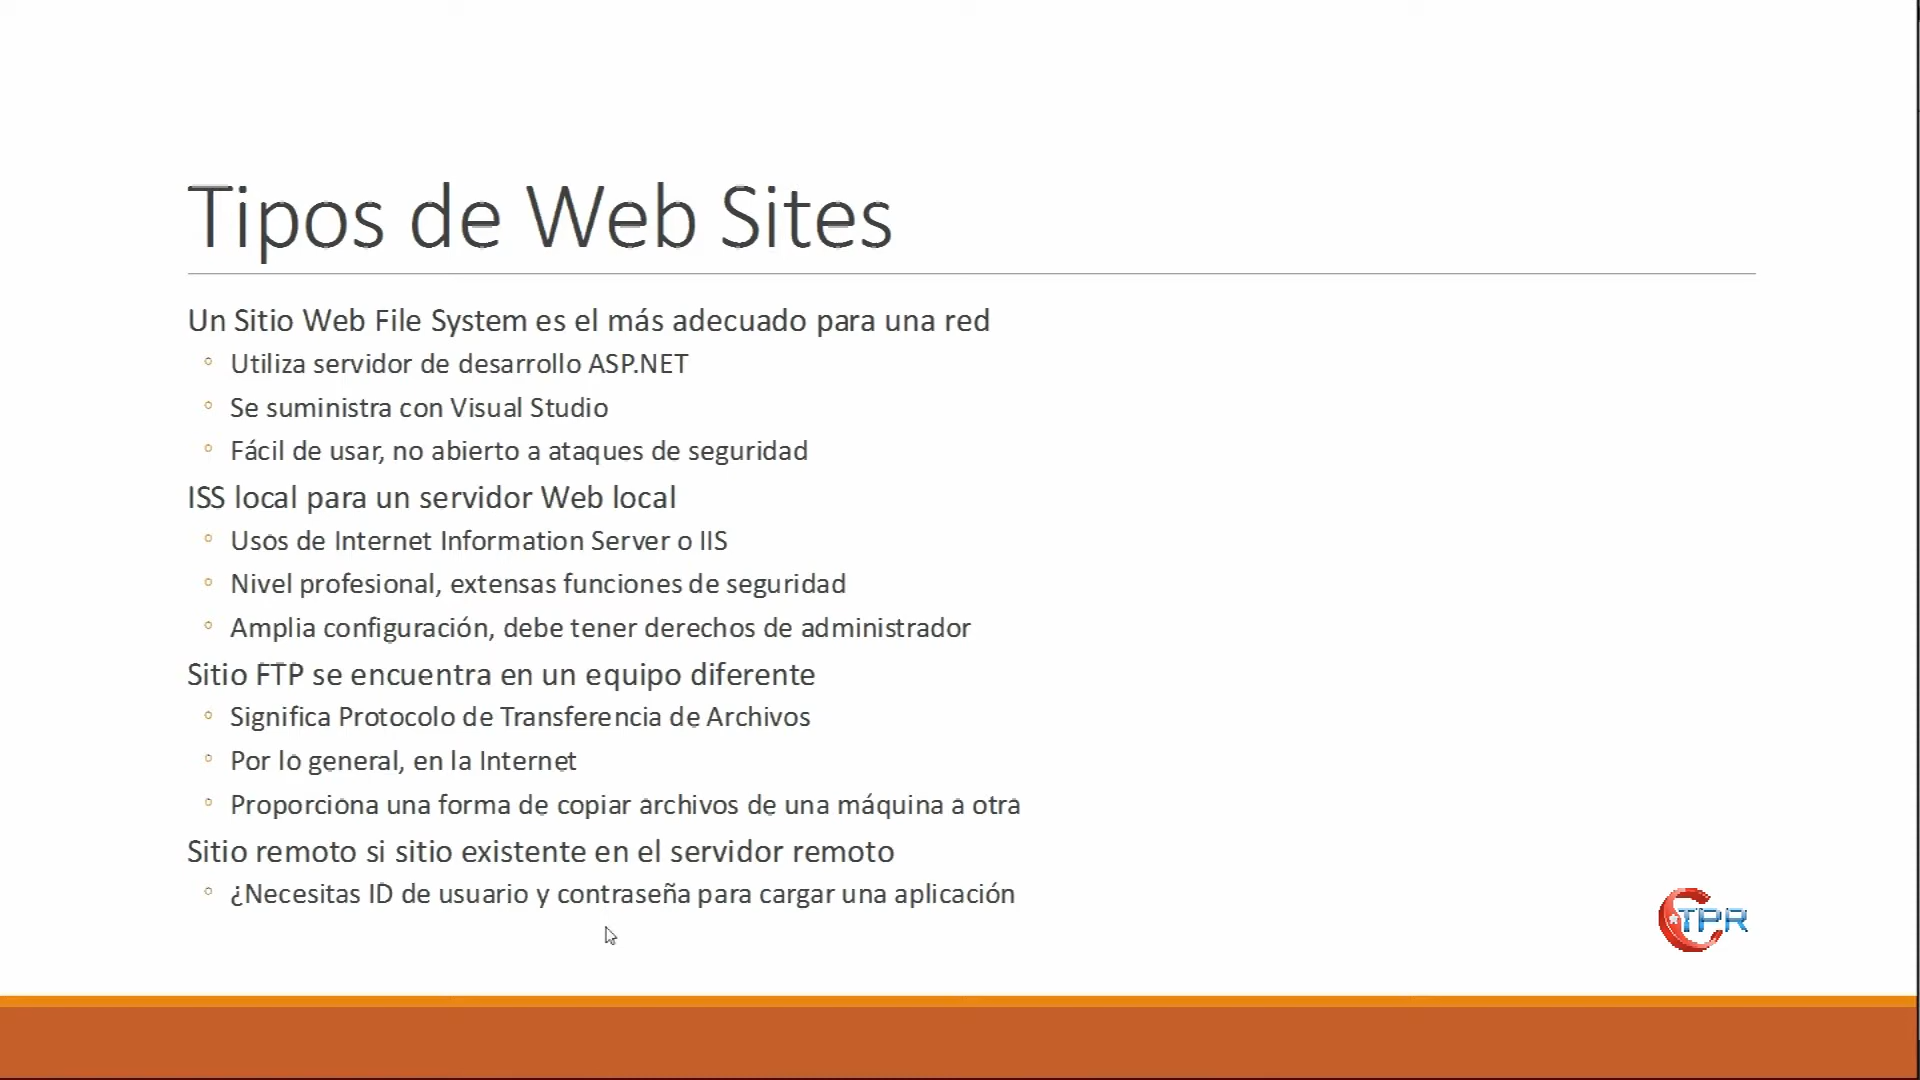 Tipos de Web Sites
Un Sitio Web File System es el más adecuado para una red
Utiliza servidor de desarrollo ASP.NET
Se suministra con Visual Studio
Fácil de usar, no abierto a ataques de seguridad
ISS local para un servidor Web local
Usos de Internet Information Server o IIS
Nivel profesional, extensas funciones de seguridad
Amplia configuración, debe tener derechos de administrador
Sitio FTP se encuentra en un equipo diferente
Significa Protocolo de Transferencia de Archivos
Por lo general, en la Internet
Proporciona una forma de copiar archivos de una máquina a otra
Sitio remoto si sitio existente en el servidor remoto
¿Necesitas ID de usuario y contraseña para cargar una aplicación
CTPR